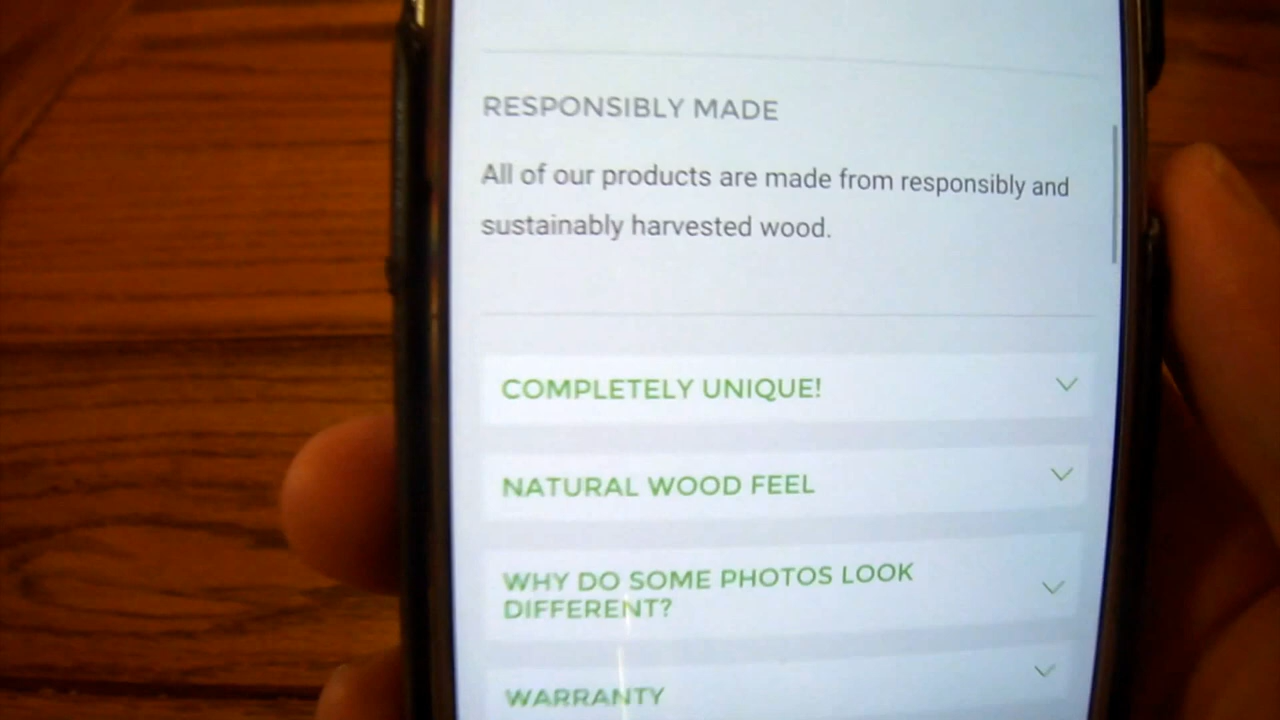 RESPONSIBLY MADE
All of our products are made from responsibly and
sustainably harvested wood.
COMPLETELY UNIQUE!
NATURAL WOOD FEEL
WHY DO SOME PHOTOS LOOK
DIFFERENT?
WARRANTY